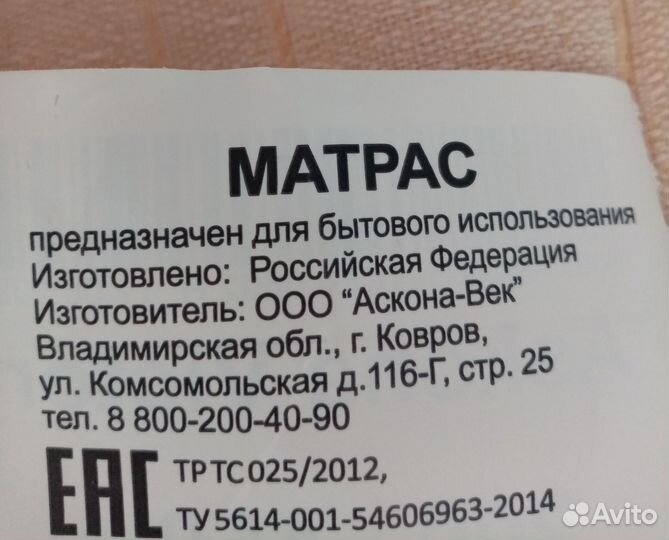 МАТРАС
предназначен для бытового использования
Изготовлено: Российская Федерация
Изготовитель: ООО “Аскона-Век”
Владимирская обл., г. Ковров,
ул. Комсомольская д.116-Г, стр. 25
тел. 8 800-200-40-90
ЕАС ТР ТС 025/2012,
ТУ 5614-001-54606963-2014
Avito